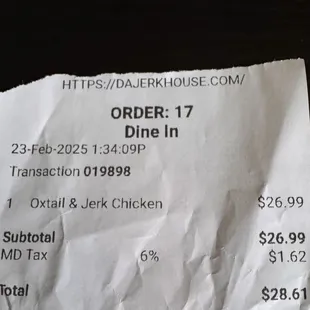 HTTPS://DAJERKHOUSE.COM/
ORDER: 17
Dine In
23-Feb-2025 1:34:09P
Transaction 019898
1 Oxtail & Jerk Chicken $26.99
Subtotal $26.99
MD Tax 6% $1.62
Total $28.61